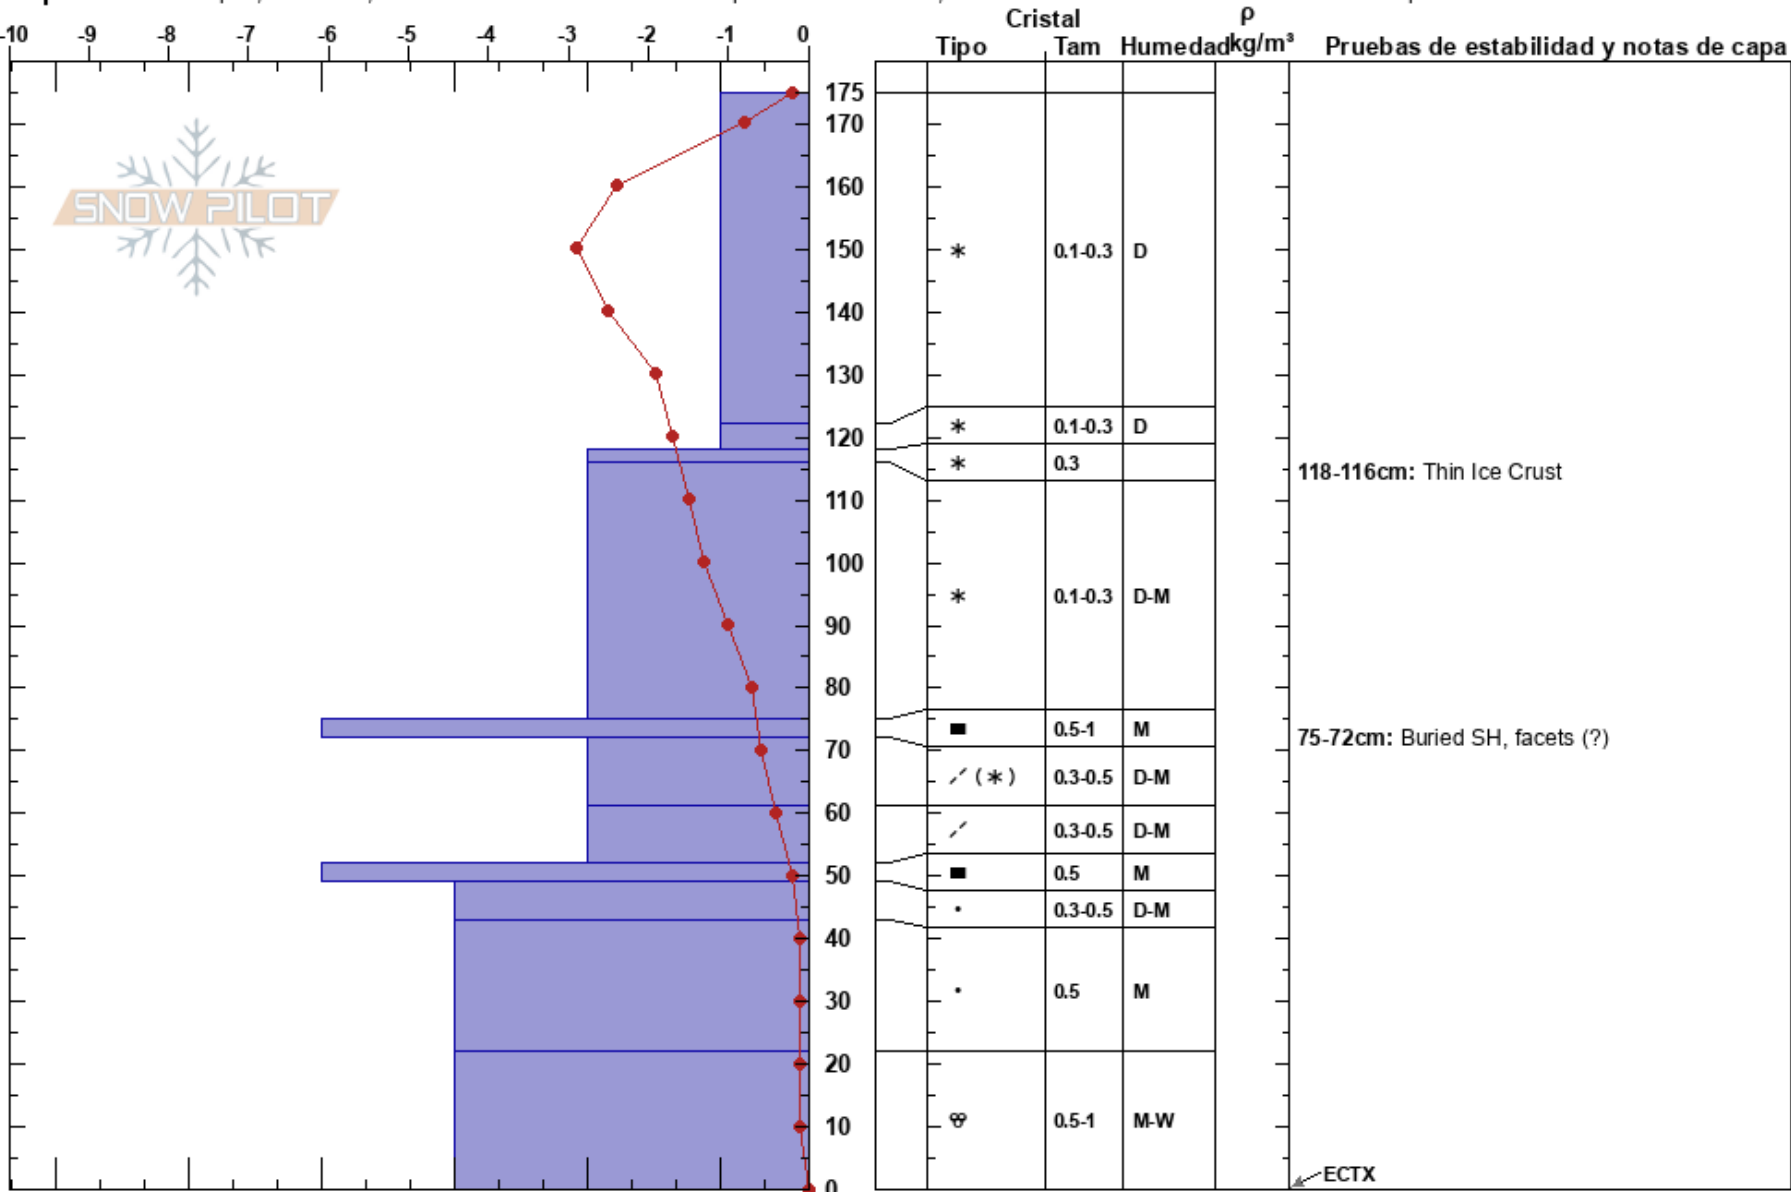 Cristal ρ
-10 -9 -8 -7 -6 -5 -4 -3 -2 -1 0
Tipo Tam Humedad kg/m³ Pruebas de estabilidad y notas de capa
175
170
160
SNOW PILOT
150 0.1-0.3 D
140
130
120 0.1-0.3 D
0.3
118-116cm: Thin Ice Crust
110
100
0.1-0.3 D-M
90
80
0.5-1 M
75-72cm: Buried SH, facets (?)
70
(*) 0.3-0.5 D-M
60
0.3-0.5 D-M
50 0.5 M
0.3-0.5 D-M
40
0.5 M
30
20
10 0.5-1 M-W
ECTX
0